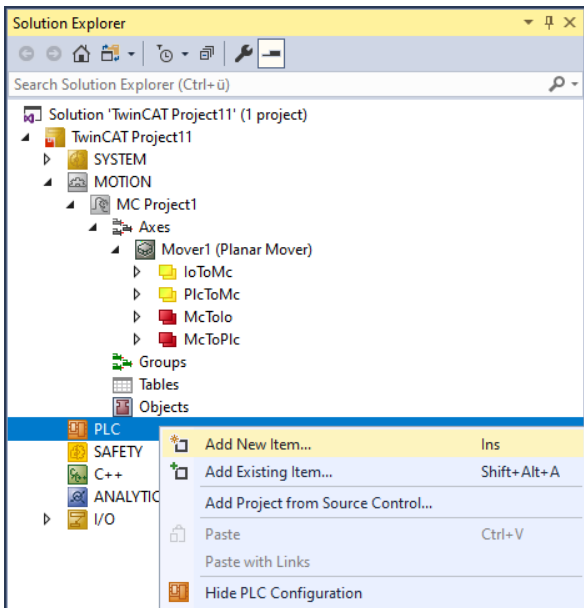 Solution Explorer
Search Solution Explorer (Ctrl+ü)
Solution 'TwinCAT Project11' (1 project)
TwinCAT Project11
SYSTEM
MOTION
MC Project1
Axes
Mover1 (Planar Mover)
IoToMc
PlcToMc
McToIo
McToPlc
Groups
Tables
Objects
PLC
Add New Item... Ins
SAFETY
C++ Add Existing Item... Shift+Alt+A
ANALYTIC Add Project from Source Control...
I/O
Paste Ctrl+V
Paste with Links
Hide PLC Configuration